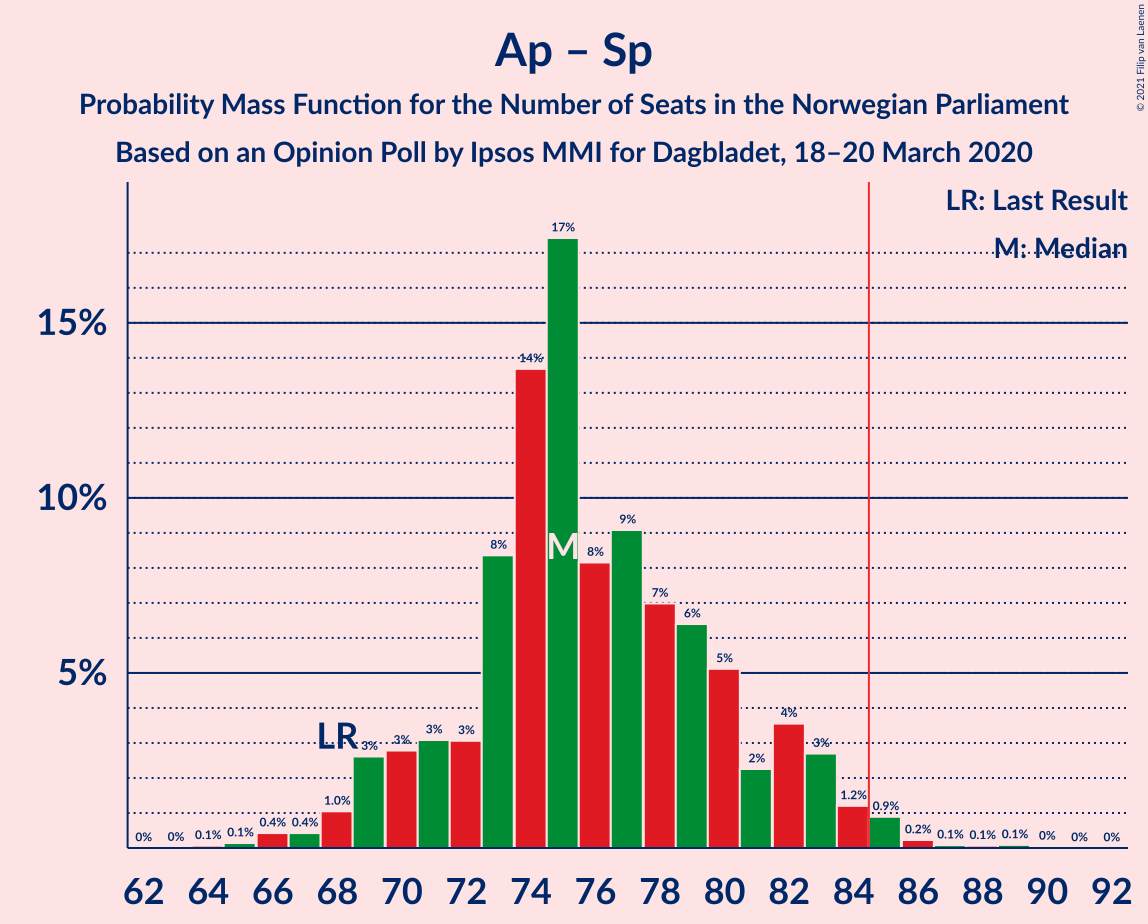 Ap – Sp
Probability Mass Function for the Number of Seats in the Norwegian Parliament
Based on an Opinion Poll by Ipsos MMI for Dagbladet, 18–20 March 2020
© 2021 Filip van Laenen
LR: Last Result
M: Median
15%
10%
5%
0% 0% 0.1% 0.1% 0.4% 0.4% 1.0% 3% 3% 3% 3% 8% 14% 17% 8% 9% 7% 6% 5% 2% 4% 3% 1.2% 0.9% 0.2% 0.1% 0.1% 0.1% 0% 0% 0%
LR
M
62 64 66 68 70 72 74 76 78 80 82 84 86 88 90 92